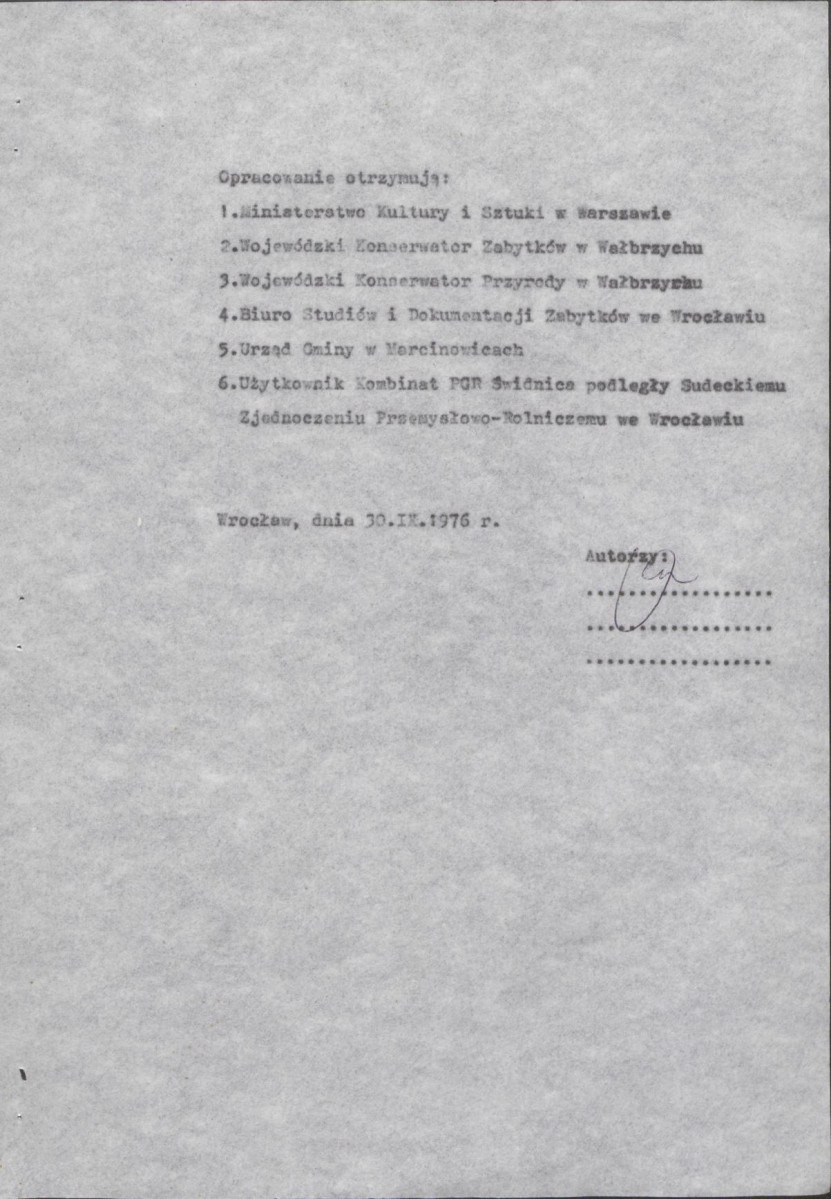 Opracowanie otrzymują:
1.Ministerstwo Kultury i Sztuki w Warszawie
2.Wojewódzki Konserwator Zabytków w Wałbrzychu
3.Wojewódzki Konserwator Przyrody w Wałbrzychu
4.Biuro Studiów i Dokumentacji Zabytków we Wrocławiu
5.Urząd Gminy w Marcinowicach
6.Użytkownik Kombinat PGR Świdnica podległy Sudeckiemu
Zjednoczeniu Przemysłowo-Rolniczemu we Wrocławiu
Wrocław, dnia 30.IX.1976 r.
Autorzy:
...................
...................
...................